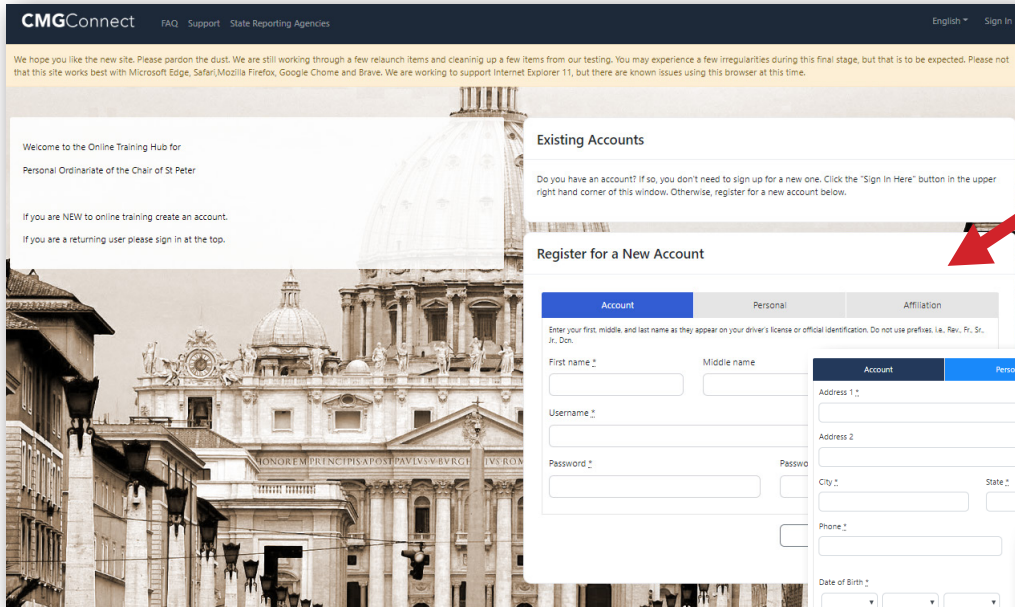 CMGConnect FAQ Support State Reporting Agencies English Sign In
We hope you like the new site. Please pardon the dust. We are still working through a few relaunch items and cleaninig up a few items from our testing. You may experience a few irregularities during this final stage, but that is to be expected. Please not
that this site works best with Microsoft Edge, Safari,Mozilla Firefox, Google Chome and Brave. We are working to support Internet Explorer 11, but there are known issues using this browser at this time.
Welcome to the Online Training Hub for
Personal Ordinariate of the Chair of St Peter
If you are NEW to online training create an account.
If you are a returning user please sign in at the top.
Existing Accounts
Do you have an account? If so, you don't need to sign up for a new one. Click the "Sign In Here" button in the upper
right hand corner of this window. Otherwise, register for a new account below.
Register for a New Account
Account Personal Affiliation
Enter your first, middle, and last name as they appear on your driver's license or official identification. Do not use prefixes, i.e., Rev., Fr., Sr.,
Jr., Dcn.
First name * Middle name
Username *
Password * Passwo
Account Perso
Address 1 *
Address 2
City * State *
Phone *
Date of Birth *
HONOREM PRINCIPIS APOST PAVLVS V BVRGH IVS ROM